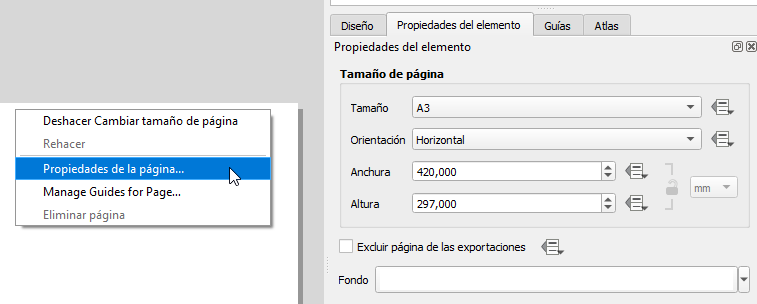 Deshacer Cambiar tamaño de página
Rehacer
Propiedades de la página...
Manage Guides for Page...
Eliminar página
Diseño
Propiedades del elemento
Guías
Atlas
Propiedades del elemento
Tamaño de página
Tamaño
A3
Orientación
Horizontal
Anchura
420,000
mm
Altura
297,000
Excluir página de las exportaciones
Fondo